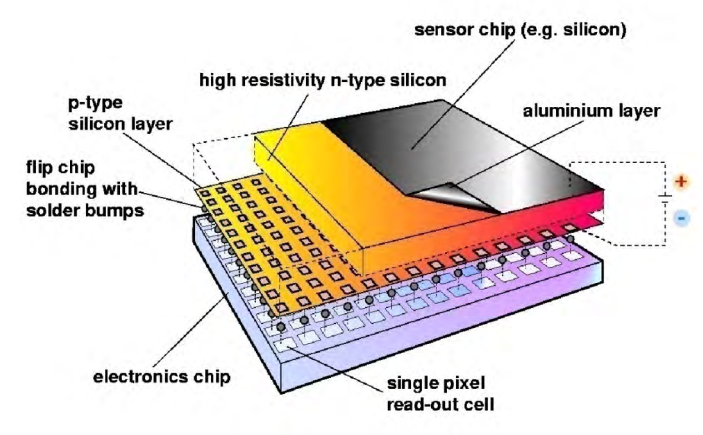 sensor chip (e.g. silicon)
high resistivity n-type silicon
aluminium layer
p-type
silicon layer
flip chip
bonding with
solder bumps
+
-
electronics chip
single pixel
read-out cell